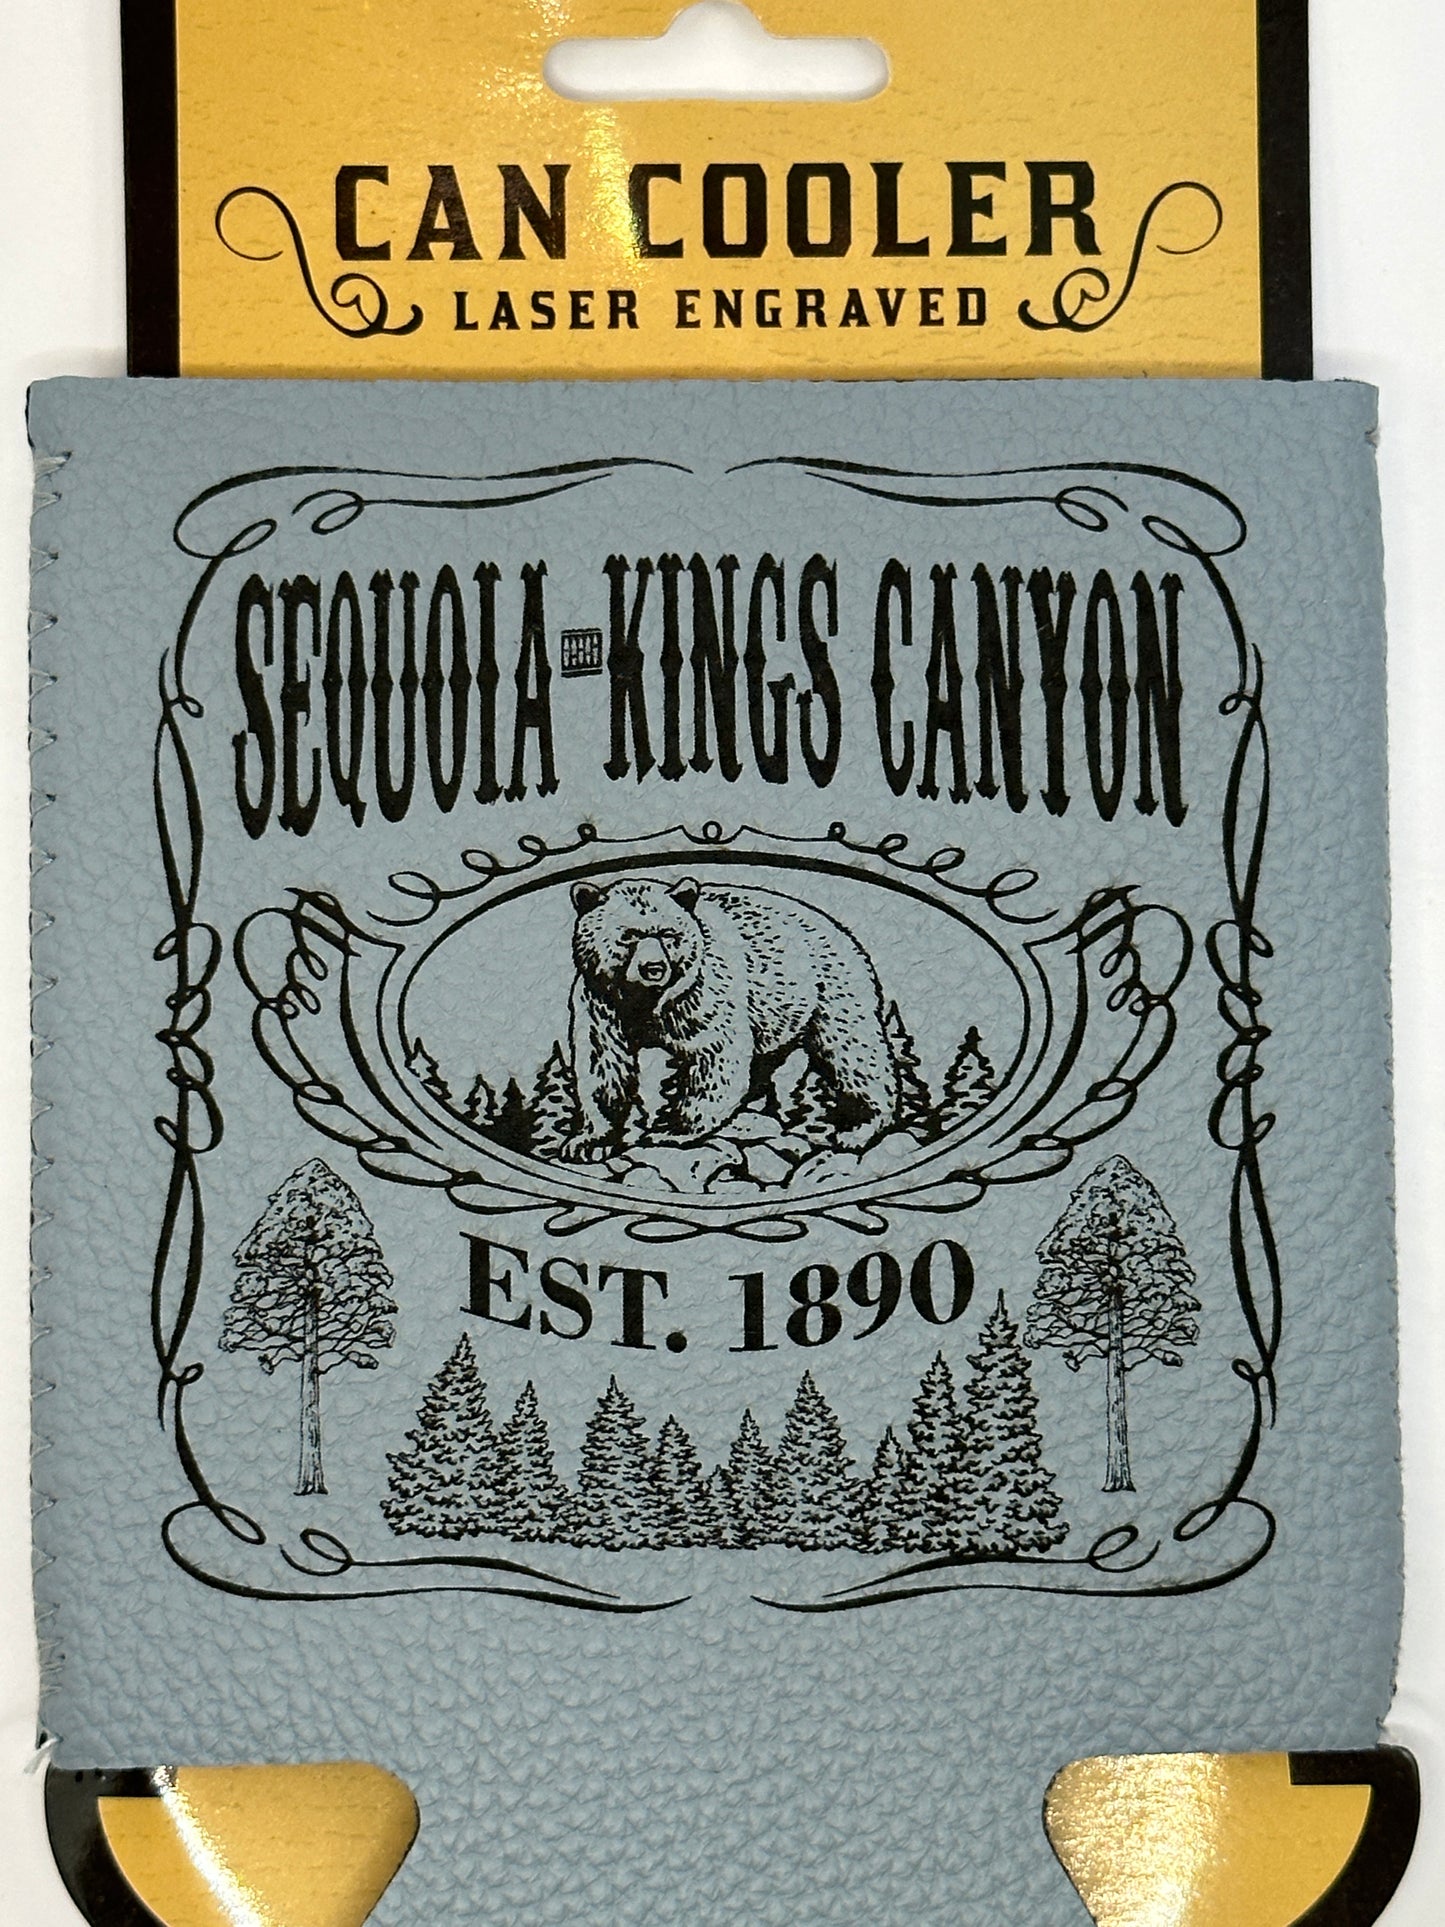 CAN COOLER
LASER ENGRAVED
SEQUOIA-KINGS CANYON
EST. 1890